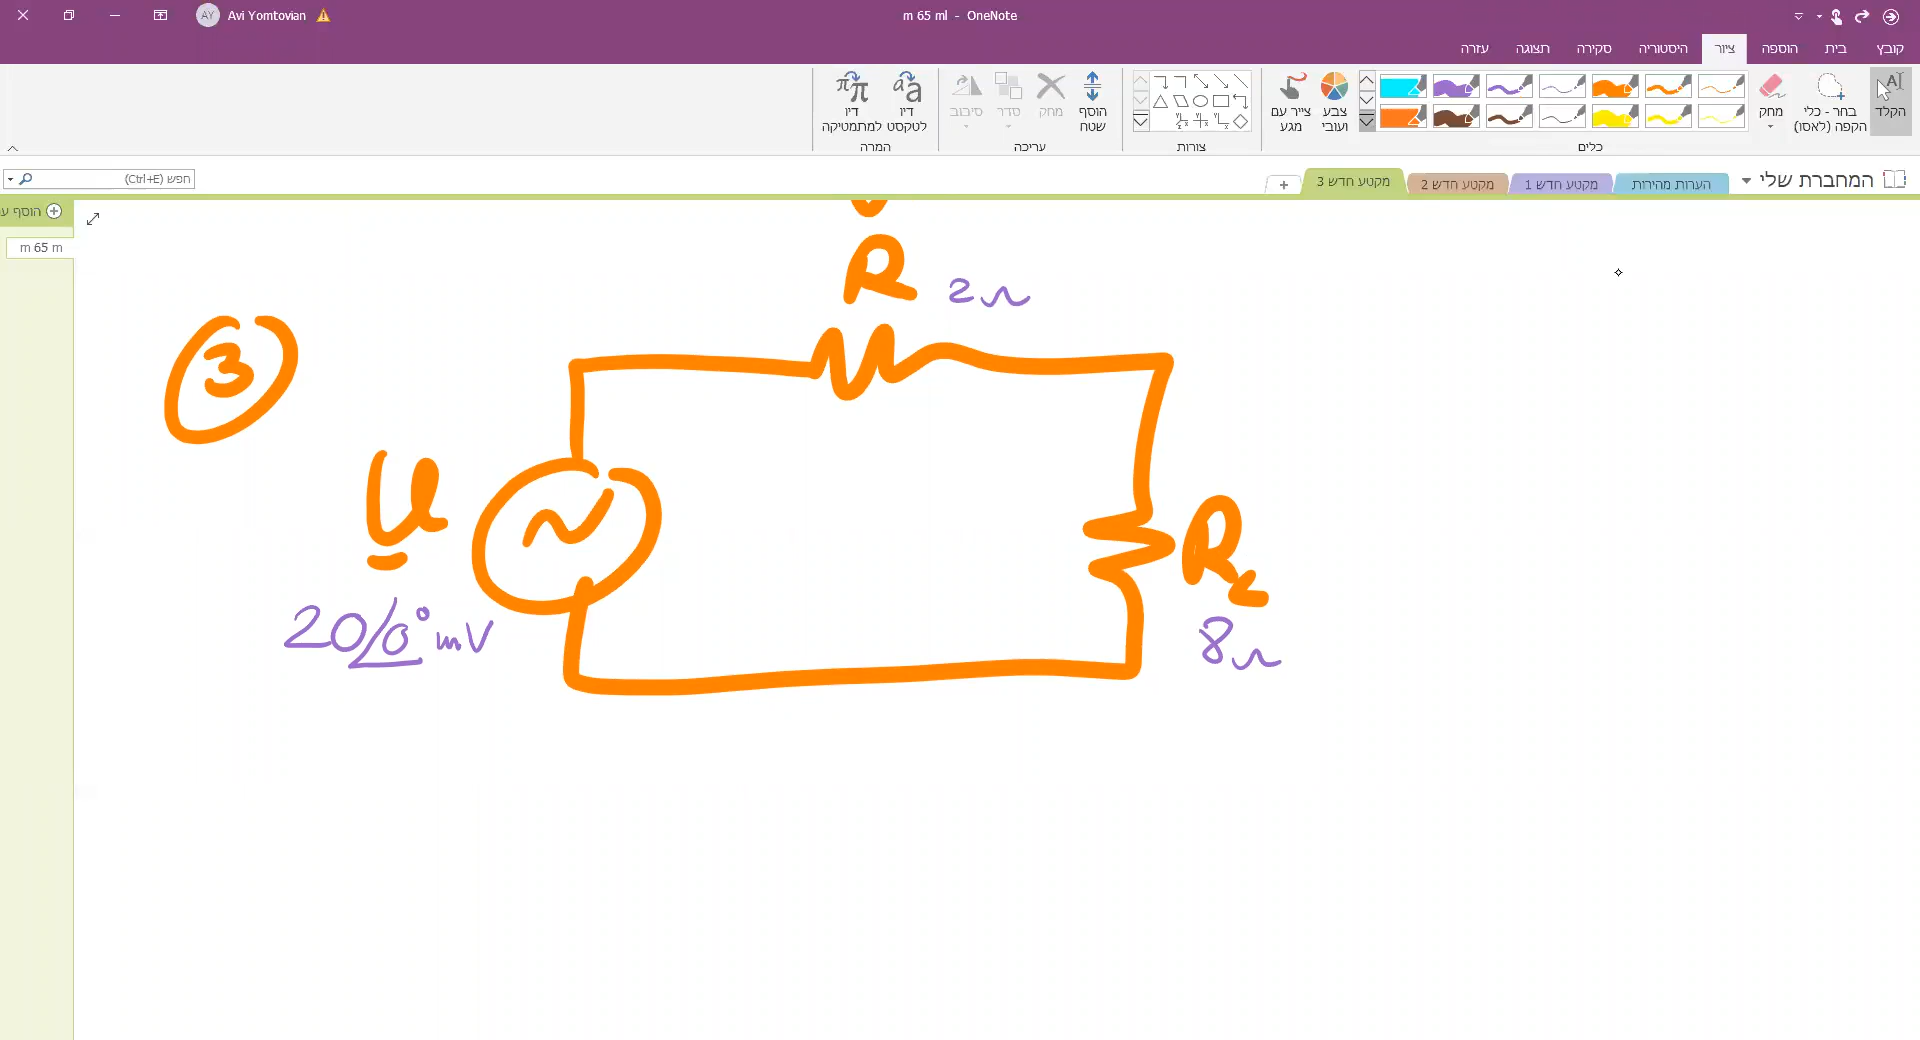 AY Avi Yomtovian
m 65 ml - OneNote
קובץ בית הוספה ציור היסטוריה סקירה תצוגה עזרה
הקלד
בחר - כלי הקפה (לאסו)
מחק
כלים
צבע ועובי
צייר עם מגע
צורות
הוסף שטח
מחק
סדר
סיבוב
עריכה
דיו לטקסט
דיו למתמטיקה
המרה
המחברת שלי
הערות מהירות
מקטע חדש 1
מקטע חדש 2
מקטע חדש 3
+
חפש (Ctrl+E)
m 65 m
R 2Ω
3
U
20/0° mV
R_L
8Ω